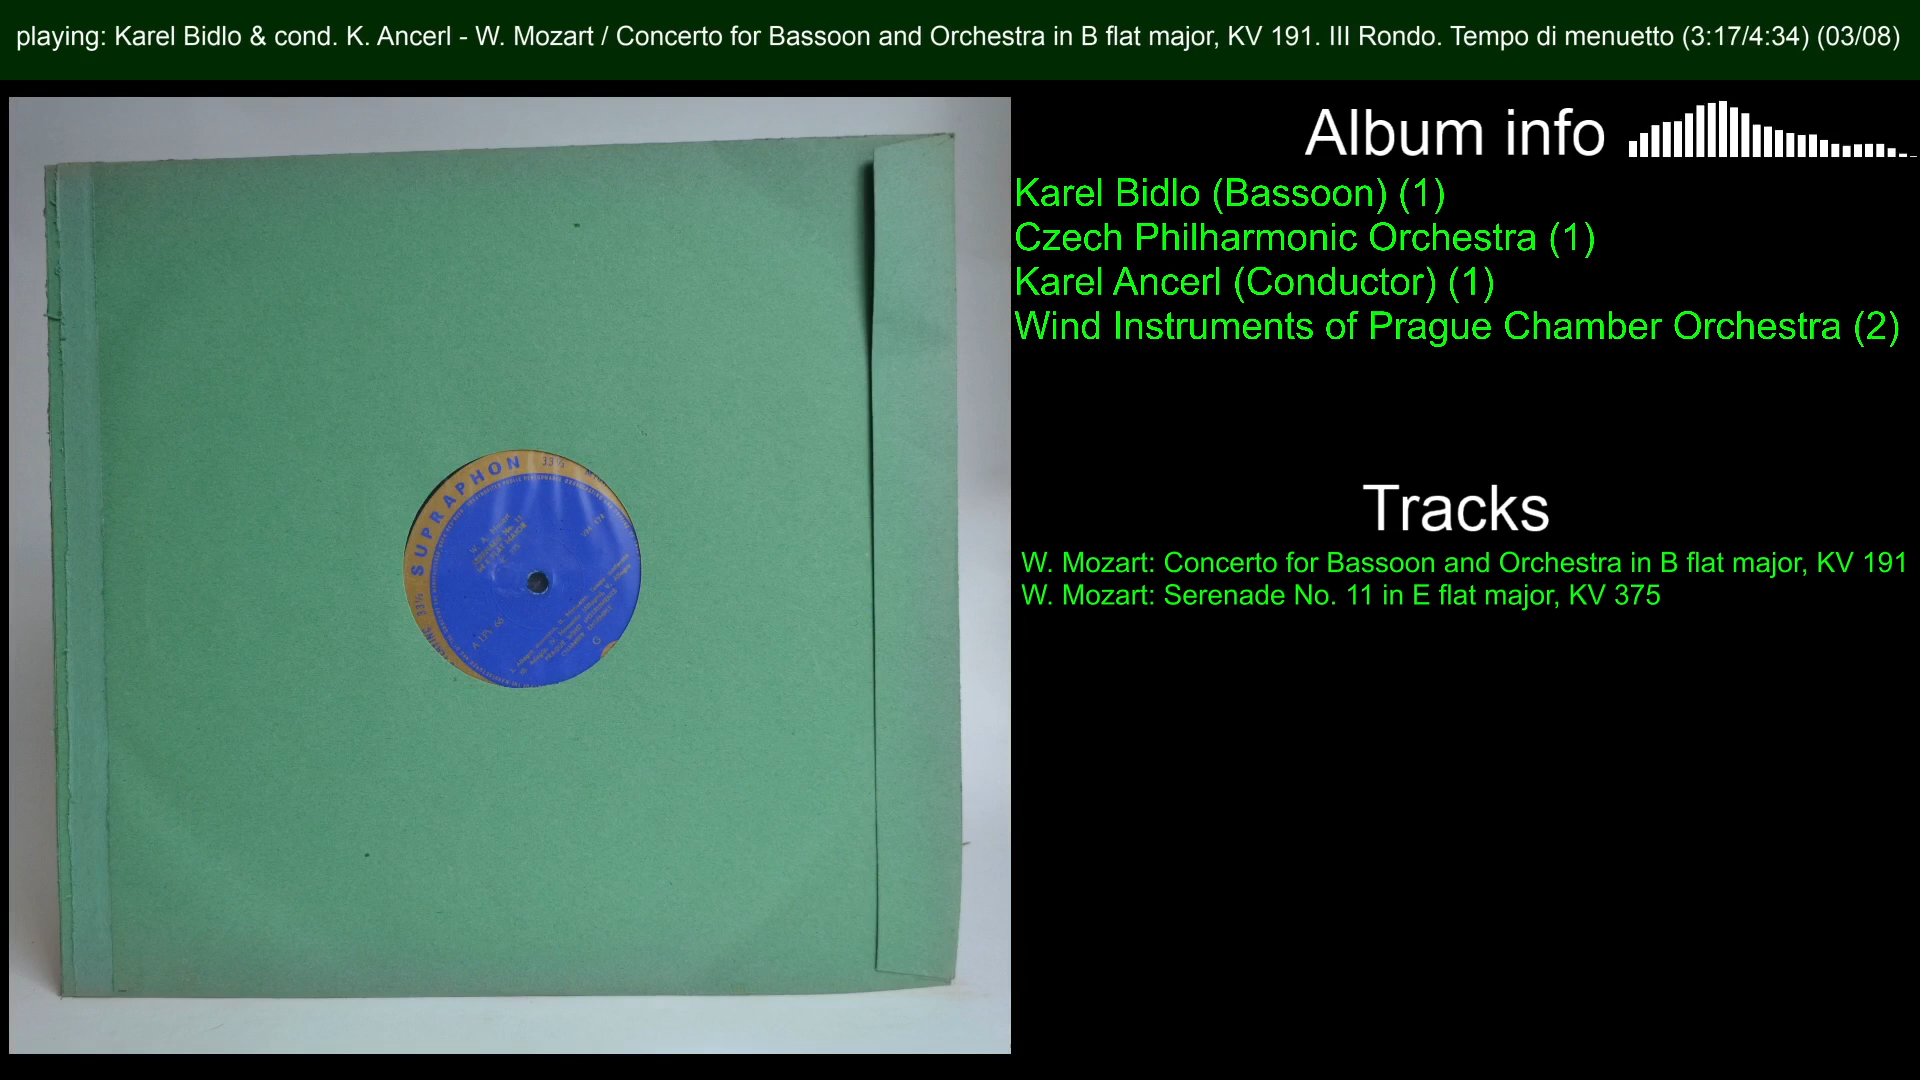 playing: Karel Bidlo & cond. K. Ancerl - W. Mozart / Concerto for Bassoon and Orchestra in B flat major, KV 191. III Rondo. Tempo di menuetto (3:17/4:34) (03/08)
Album info
Karel Bidlo (Bassoon) (1)
Czech Philharmonic Orchestra (1)
Karel Ancerl (Conductor) (1)
Wind Instruments of Prague Chamber Orchestra (2)
Tracks
W. Mozart: Concerto for Bassoon and Orchestra in B flat major, KV 191
W. Mozart: Serenade No. 11 in E flat major, KV 375
SUPRAPHON
33⅓